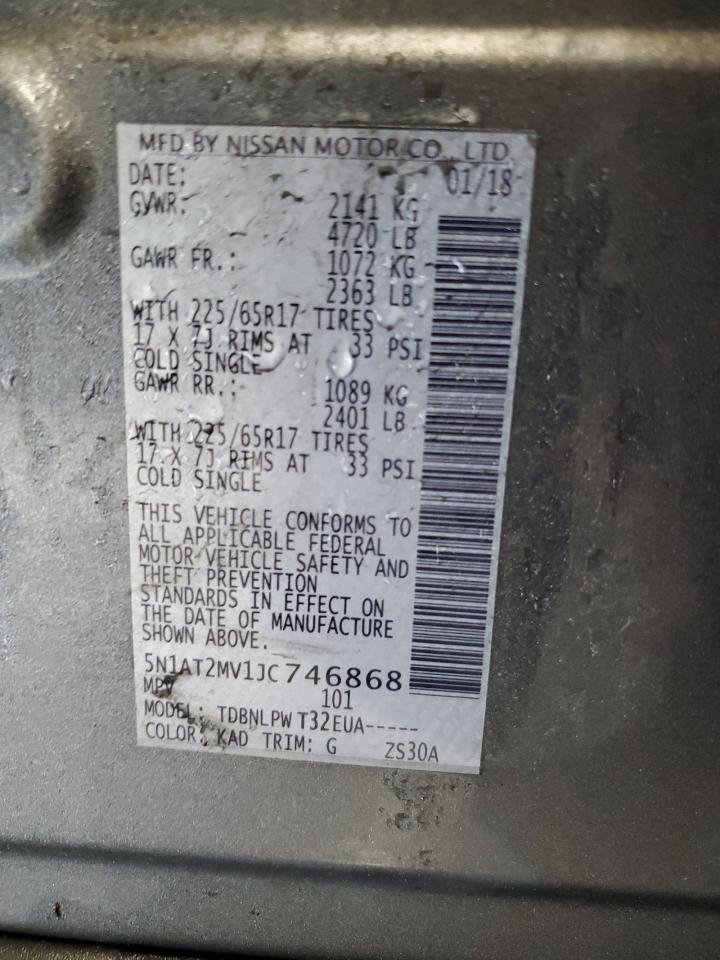 MFD BY NISSAN MOTOR CO., LTD.
DATE: 01/18
GVWR: 2141 KG
4720 LB
GAWR FR.: 1072 KG
2363 LB
WITH 225/65R17 TIRES
17 X 7J RIMS AT 33 PSI
COLD SINGLE
GAWR RR.: 1089 KG
2401 LB
WITH 225/65R17 TIRES
17 X 7J RIMS AT 33 PSI
COLD SINGLE
THIS VEHICLE CONFORMS TO
ALL APPLICABLE FEDERAL
MOTOR VEHICLE SAFETY AND
THEFT PREVENTION
STANDARDS IN EFFECT ON
THE DATE OF MANUFACTURE
SHOWN ABOVE.
5N1AT2MV1JC746868
MPV 101
MODEL: TDBNLPW T32EUA-----
COLOR: KAD TRIM: G ZS30A